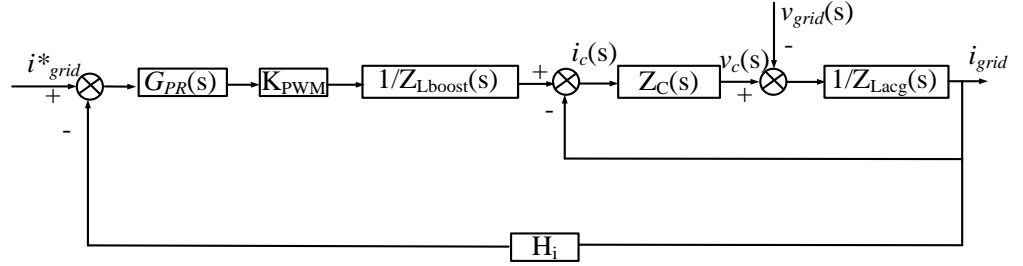 v_grid(s)
-
i*_grid
+
-
G_PR(s)
K_PWM
1/Z_Lboost(s)
+
-
i_c(s)
Z_C(s)
v_c(s)
+
1/Z_Lacg(s)
i_grid
H_i